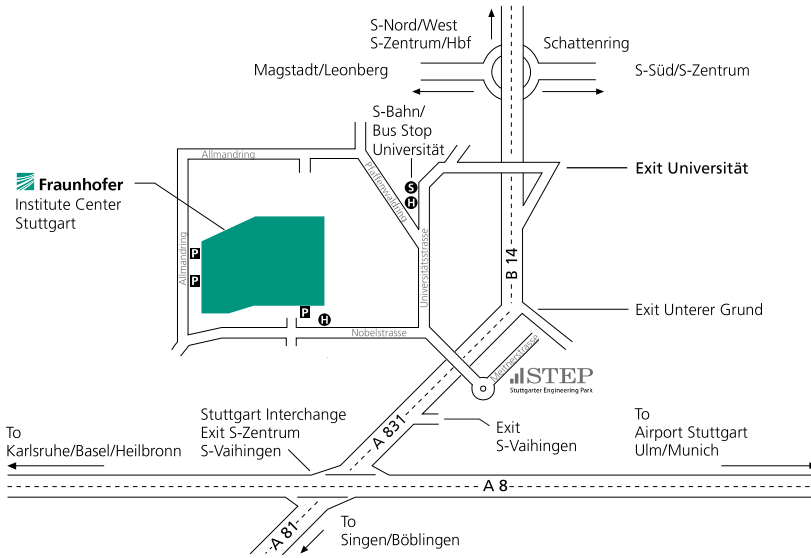 S-Nord/West
S-Zentrum/Hbf
Schattenring
Magstadt/Leonberg
S-Süd/S-Zentrum
S-Bahn/
Bus Stop
Universität
Allmandring
Pfaffenwaldring
Exit Universität
Fraunhofer
Institute Center
Stuttgart
S
H
Allmandring
P
P
Universitätsstrasse
B 14
P
H
Exit Unterer Grund
Nobelstrasse
Meitnerstrasse
STEP
Stuttgarter Engineering Park
Stuttgart Interchange
Exit S-Zentrum
S-Vaihingen
A 831
Exit
S-Vaihingen
To
Karlsruhe/Basel/Heilbronn
To
Airport Stuttgart
Ulm/Munich
A 8
A 81
To
Singen/Böblingen